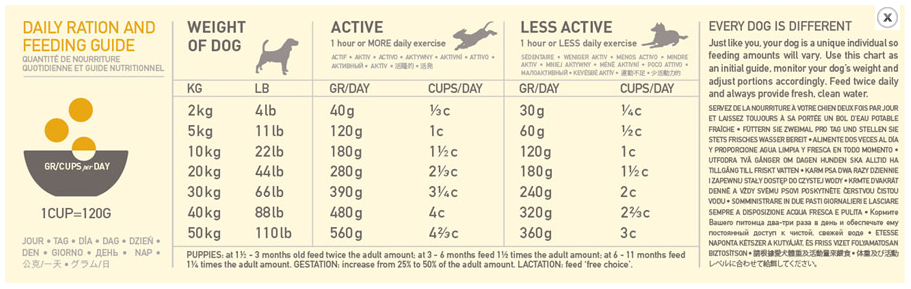 DAILY RATION AND
FEEDING GUIDE
QUANTITÉ DE NOURRITURE
QUOTIDIENNE ET GUIDE NUTRITIONNEL
GR/CUPS per DAY
1CUP=120G
JOUR • TAG • DÍA • DAG • DZIEŃ •
DEN • GIORNO • ДЕНЬ • NAP •
公克/一天 • グラム/日
WEIGHT
OF DOG
ACTIVE
1 hour or MORE daily exercise
ACTIF • AKTIV • ACTIVO • AKTYWNY • AKTIVNÍ • ATTIVO •
АКТИВНЫЙ • AKTÍV • 活躍的 • 活発
LESS ACTIVE
1 hour or LESS daily exercise
SÉDENTAIRE • WENIGER AKTIV • MENOS ACTIVO • MINDRE
AKTIV • MNIEJ AKTYWNY • MÉNĚ AKTIVNÍ • POCO ATTIVO •
МАЛОАКТИВНЫЙ • KEVÉSBÉ AKTÍV • 運動不足 • 少活動力的
KG LB GR/DAY CUPS/DAY GR/DAY CUPS/DAY
2kg 4lb 40g ⅓c 30g ¼c
5kg 11lb 120g 1c 60g ½c
10kg 22lb 180g 1½c 120g 1c
20kg 44lb 280g 2⅓c 180g 1½c
30kg 66lb 390g 3¼c 240g 2c
40kg 88lb 480g 4c 320g 2⅔c
50kg 110lb 560g 4⅔c 360g 3c
PUPPIES: at 1½ - 3 months old feed twice the adult amount; at 3 - 6 months feed 1½ times the adult amount; at 6 - 11 months feed
1¼ times the adult amount. GESTATION: increase from 25% to 50% of the adult amount. LACTATION: feed 'free choice'.
X
EVERY DOG IS DIFFERENT
Just like you, your dog is a unique individual so
feeding amounts will vary. Use this chart as
an initial guide, monitor your dog's weight and
adjust portions accordingly. Feed twice daily
and always provide fresh, clean water.
SERVEZ DE LA NOURRITURE À VOTRE CHIEN DEUX FOIS PAR JOUR
ET LAISSEZ TOUJOURS À SA PORTÉE UN BOL D'EAU POTABLE
FRAÎCHE • FÜTTERN SIE ZWEIMAL PRO TAG UND STELLEN SIE
STETS FRISCHES WASSER BEREIT • ALIMENTE DOS VECES AL DÍA
Y PROPORCIONE AGUA LIMPIA Y FRESCA EN TODO MOMENTO •
UTFODRA TVÅ GÅNGER OM DAGEN HUNDEN SKA ALLTID HA
TILLGÅNG TILL FRISKT VATTEN • KARM PSA DWA RAZY DZIENNIE
I ZAPEWNIJ STAŁY DOSTĘP DO CZYSTEJ WODY • KRMTE DVAKRÁT
DENNĚ A VŽDY SVÉMU PSOVI POSKYTNĚTE ČERSTVOU ČISTOU
VODU • SOMMINISTRARE IN DUE PASTI GIORNALIERI E LASCIARE
SEMPRE A DISPOSIZIONE ACQUA FRESCA E PULITA • Кормите
Вашего питомца два-три раза в день и обеспечьте ему
постоянный доступ к чистой, свежей воде • ETESSE
NAPONTA KÉTSZER A KUTYÁJÁT, ÉS FRISS VIZET FOLYAMATOSAN
BIZTOSÍTSON • 請根據愛犬體重及活動量來餵食 • 体重及び活動
レベルに合わせて給餌してください。